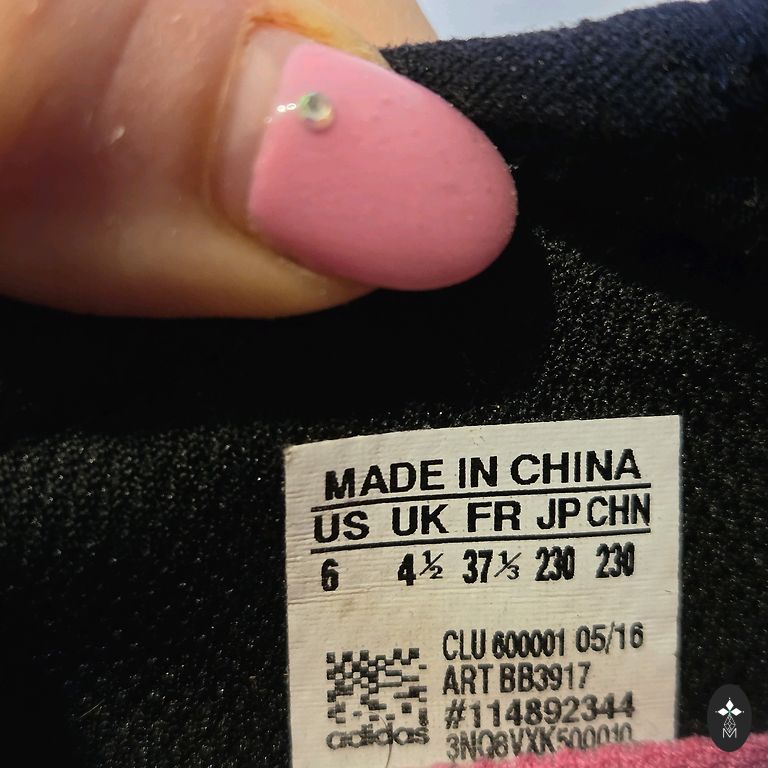 MADE IN CHINA
US UK FR JP CHN
6 4½ 37⅓ 230 230
CLU 600001 05/16
ART BB3917
#114892344
adidas 3NQ8VXK500010
M